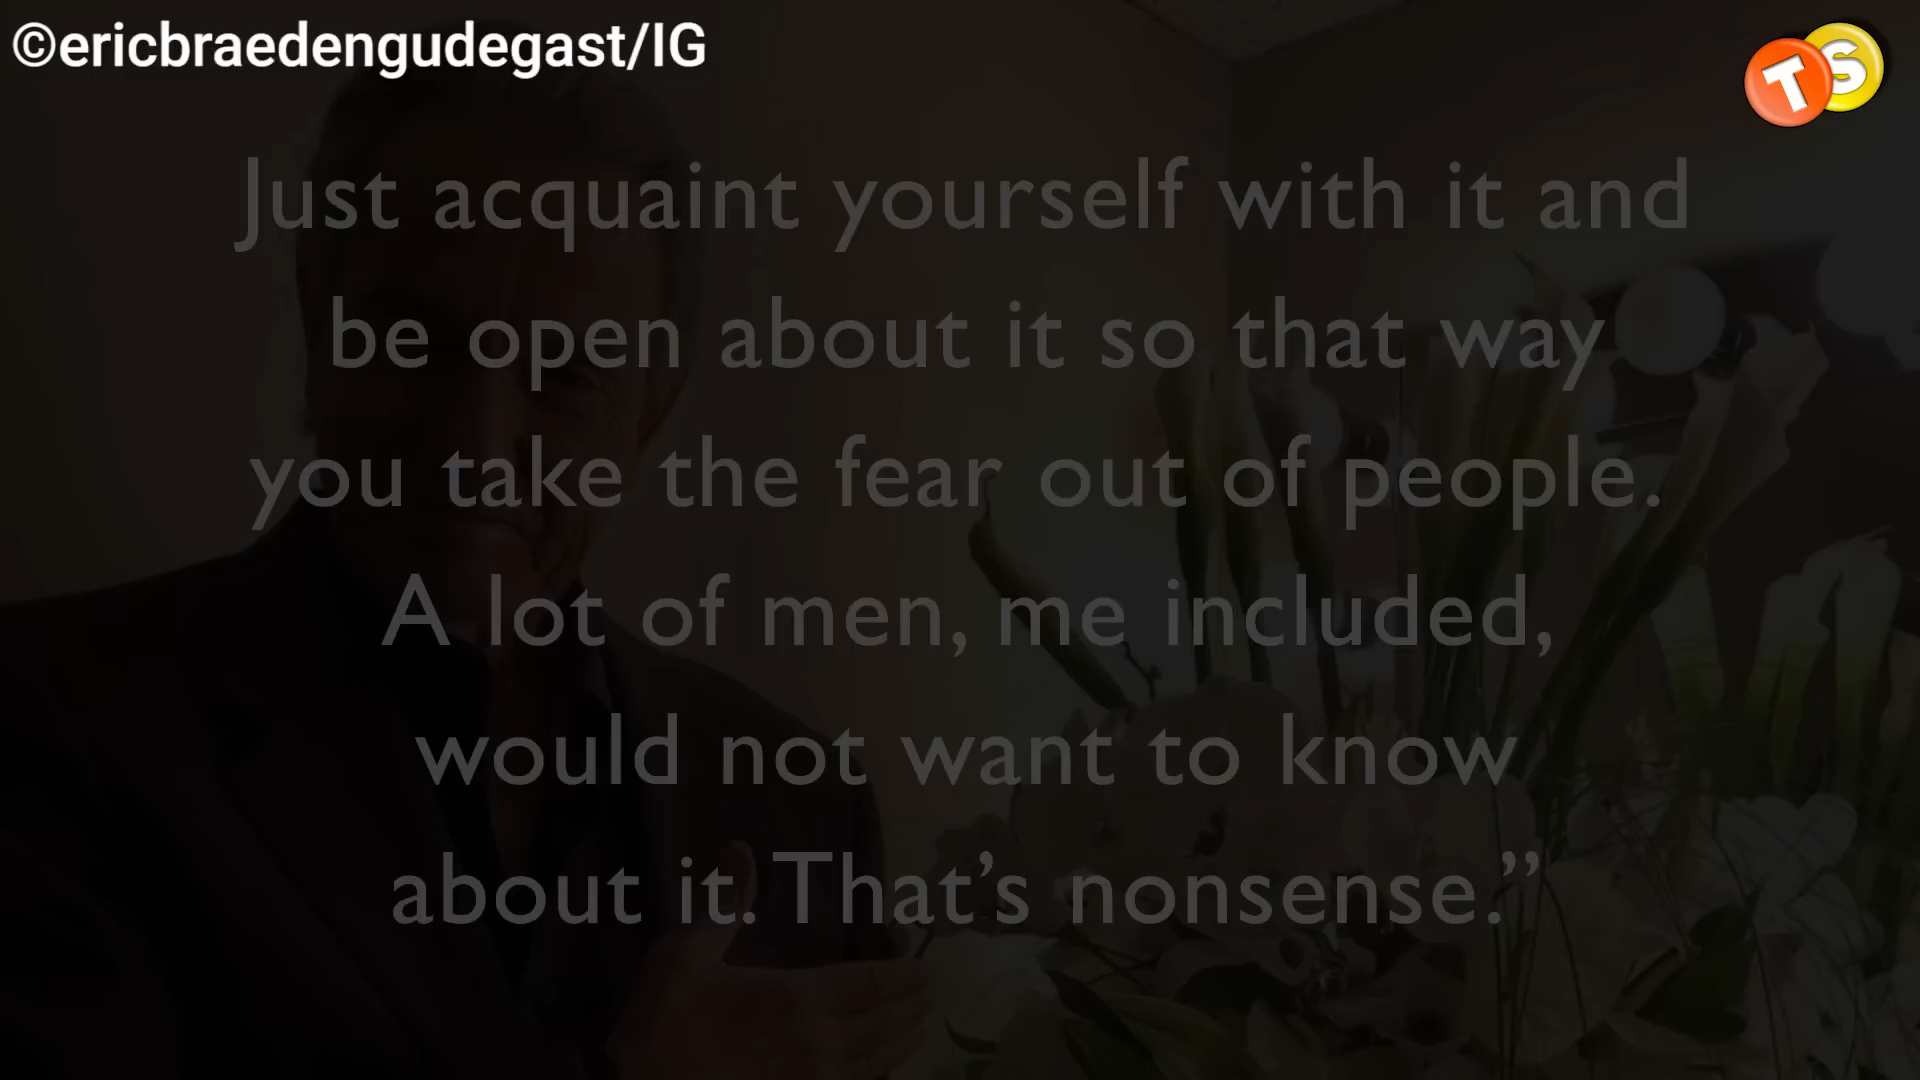 ©ericbraedengudegast/IG
TS
Just acquaint yourself with it and
be open about it so that way
you take the fear out of people.
A lot of men, me included,
would not want to know
about it. That’s nonsense.”